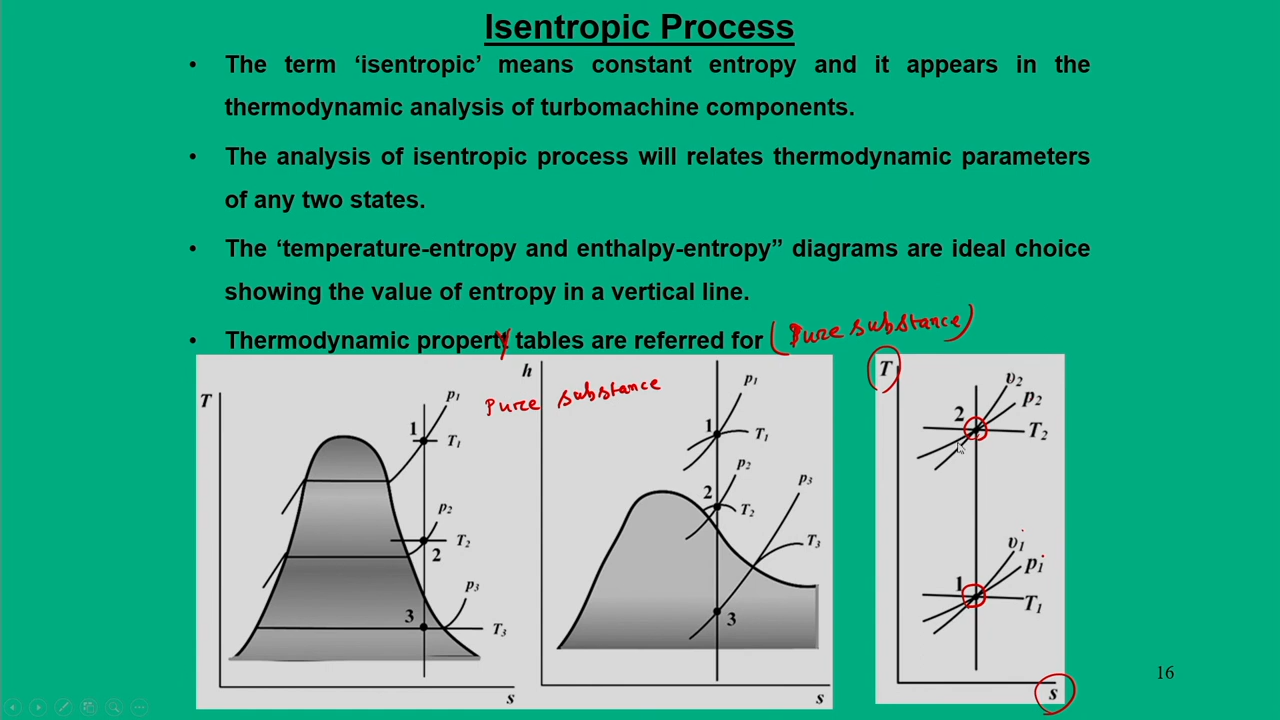 Isentropic Process
• The term ‘isentropic’ means constant entropy and it appears in the
thermodynamic analysis of turbomachine components.
• The analysis of isentropic process will relates thermodynamic parameters
of any two states.
• The ‘temperature-entropy and enthalpy-entropy” diagrams are ideal choice
showing the value of entropy in a vertical line.
• Thermodynamic property tables are referred for (Pure substance)
Pure substance
T
p1
1
T1
p2
T2
2
p3
3
T3
s
h
p1
1
T1
p2
2
T2
p3
T3
3
s
T
υ2
p2
2
T2
υ1
p1
1
T1
s
16